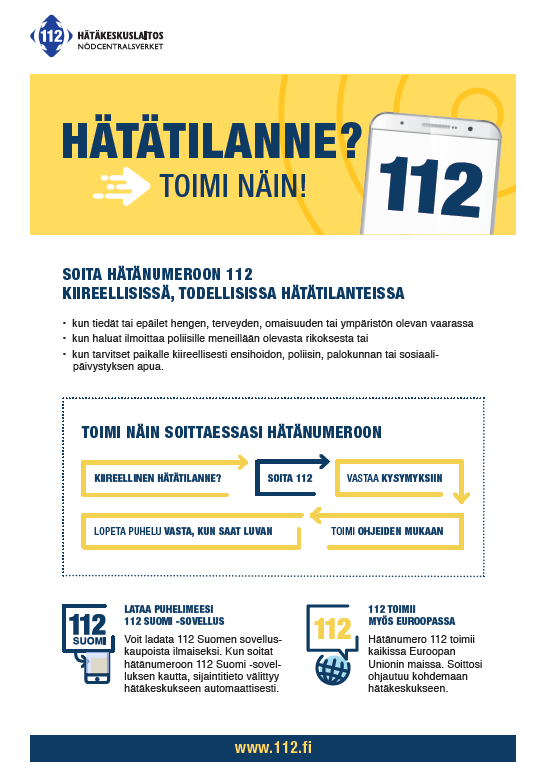 112
HÄTÄKESKUSLAITOS
NÖDCENTRALSVERKET
HÄTÄTILANNE?
TOIMI NÄIN!
112
SOITA HÄTÄNUMEROON 112
KIIREELLISISSÄ, TODELLISISSA HÄTÄTILANTEISSA
• kun tiedät tai epäilet hengen, terveyden, omaisuuden tai ympäristön olevan vaarassa
• kun haluat ilmoittaa poliisille meneillään olevasta rikoksesta tai
• kun tarvitset paikalle kiireellisesti ensihoidon, poliisin, palokunnan tai sosiaali-
päivystyksen apua.
TOIMI NÄIN SOITTAESSASI HÄTÄNUMEROON
KIIREELLINEN HÄTÄTILANNE?
SOITA 112
VASTAA KYSYMYKSIIN
TOIMI OHJEIDEN MUKAAN
LOPETA PUHELU VASTA, KUN SAAT LUVAN
112
SUOMI
LATAA PUHELIMEESI
112 SUOMI -SOVELLUS
Voit ladata 112 Suomen sovellus-
kaupoista ilmaiseksi. Kun soitat
hätänumeroon 112 Suomi -sovel-
luksen kautta, sijaintitieto välittyy
hätäkeskukseen automaattisesti.
112
112 TOIMII
MYÖS EUROOPASSA
Hätänumero 112 toimii
kaikissa Euroopan
Unionin maissa. Soittosi
ohjautuu kohdemaan
hätäkeskukseen.
www.112.fi